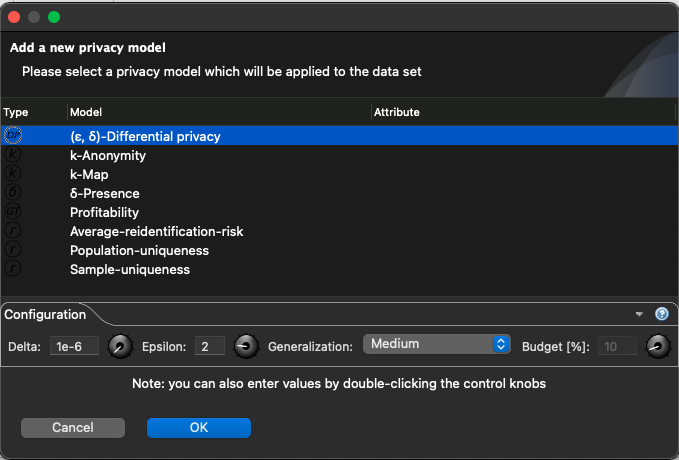 Add a new privacy model
Please select a privacy model which will be applied to the data set
Type Model Attribute
DP (ε, δ)-Differential privacy
k k-Anonymity
k k-Map
δ δ-Presence
GT Profitability
r Average-reidentification-risk
r Population-uniqueness
r Sample-uniqueness
Configuration
Delta: 1e-6 Epsilon: 2 Generalization: Medium Budget [%]: 10
Note: you can also enter values by double-clicking the control knobs
Cancel OK